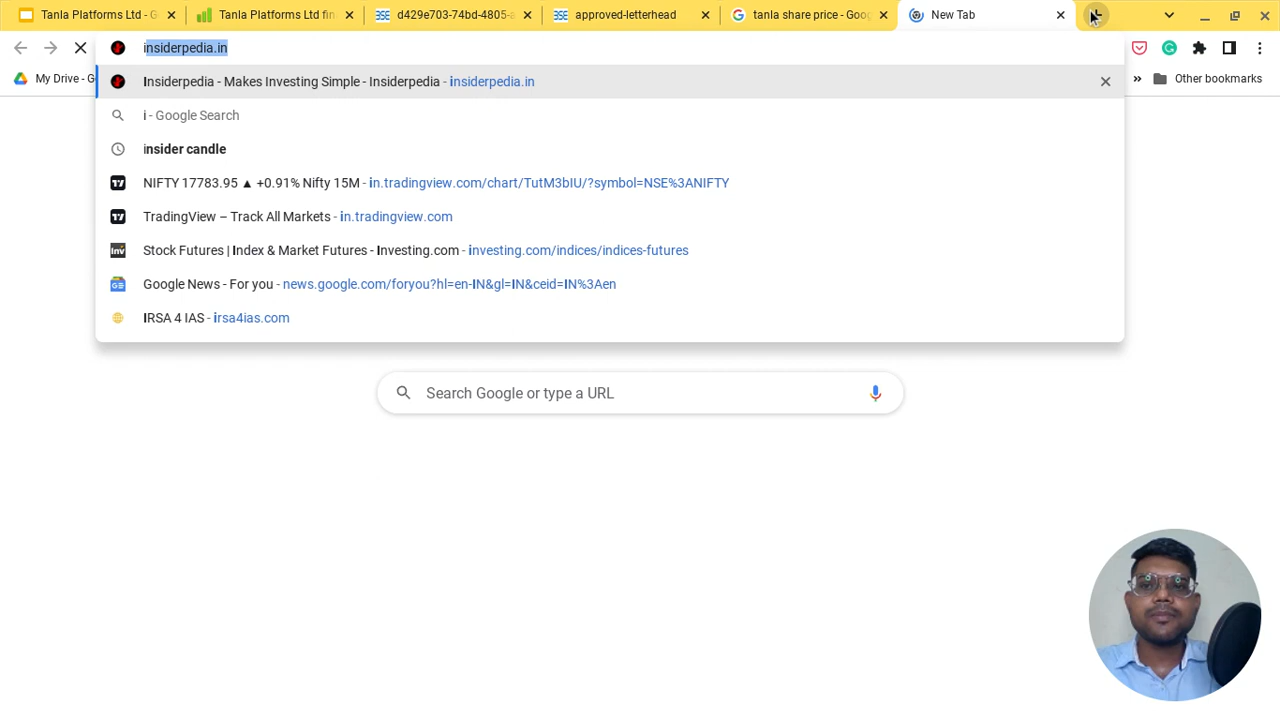 Tanla Platforms Ltd - G
Tanla Platforms Ltd fin
d429e703-74bd-4805-a
approved-letterhead
tanla share price - Goog
New Tab
insiderpedia.in
My Drive - G
Other bookmarks
Insiderpedia - Makes Investing Simple - Insiderpedia - insiderpedia.in
i - Google Search
insider candle
NIFTY 17783.95 ▲ +0.91% Nifty 15M - in.tradingview.com/chart/TutM3bIU/?symbol=NSE%3ANIFTY
TradingView – Track All Markets - in.tradingview.com
Inv
Stock Futures | Index & Market Futures - Investing.com - investing.com/indices/indices-futures
Google News - For you - news.google.com/foryou?hl=en-IN&gl=IN&ceid=IN%3Aen
IRSA 4 IAS - irsa4ias.com
Search Google or type a URL